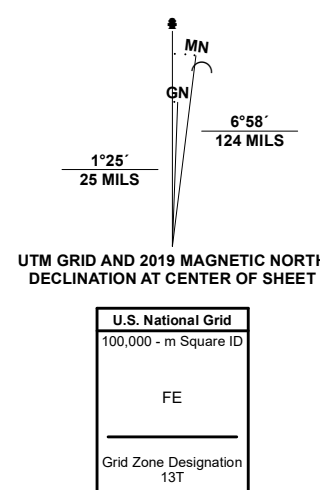 MN
GN
6°58´
124 MILS
1°25´
25 MILS
UTM GRID AND 2019 MAGNETIC NORTH
DECLINATION AT CENTER OF SHEET
U.S. National Grid
100,000 - m Square ID
FE
Grid Zone Designation
13T